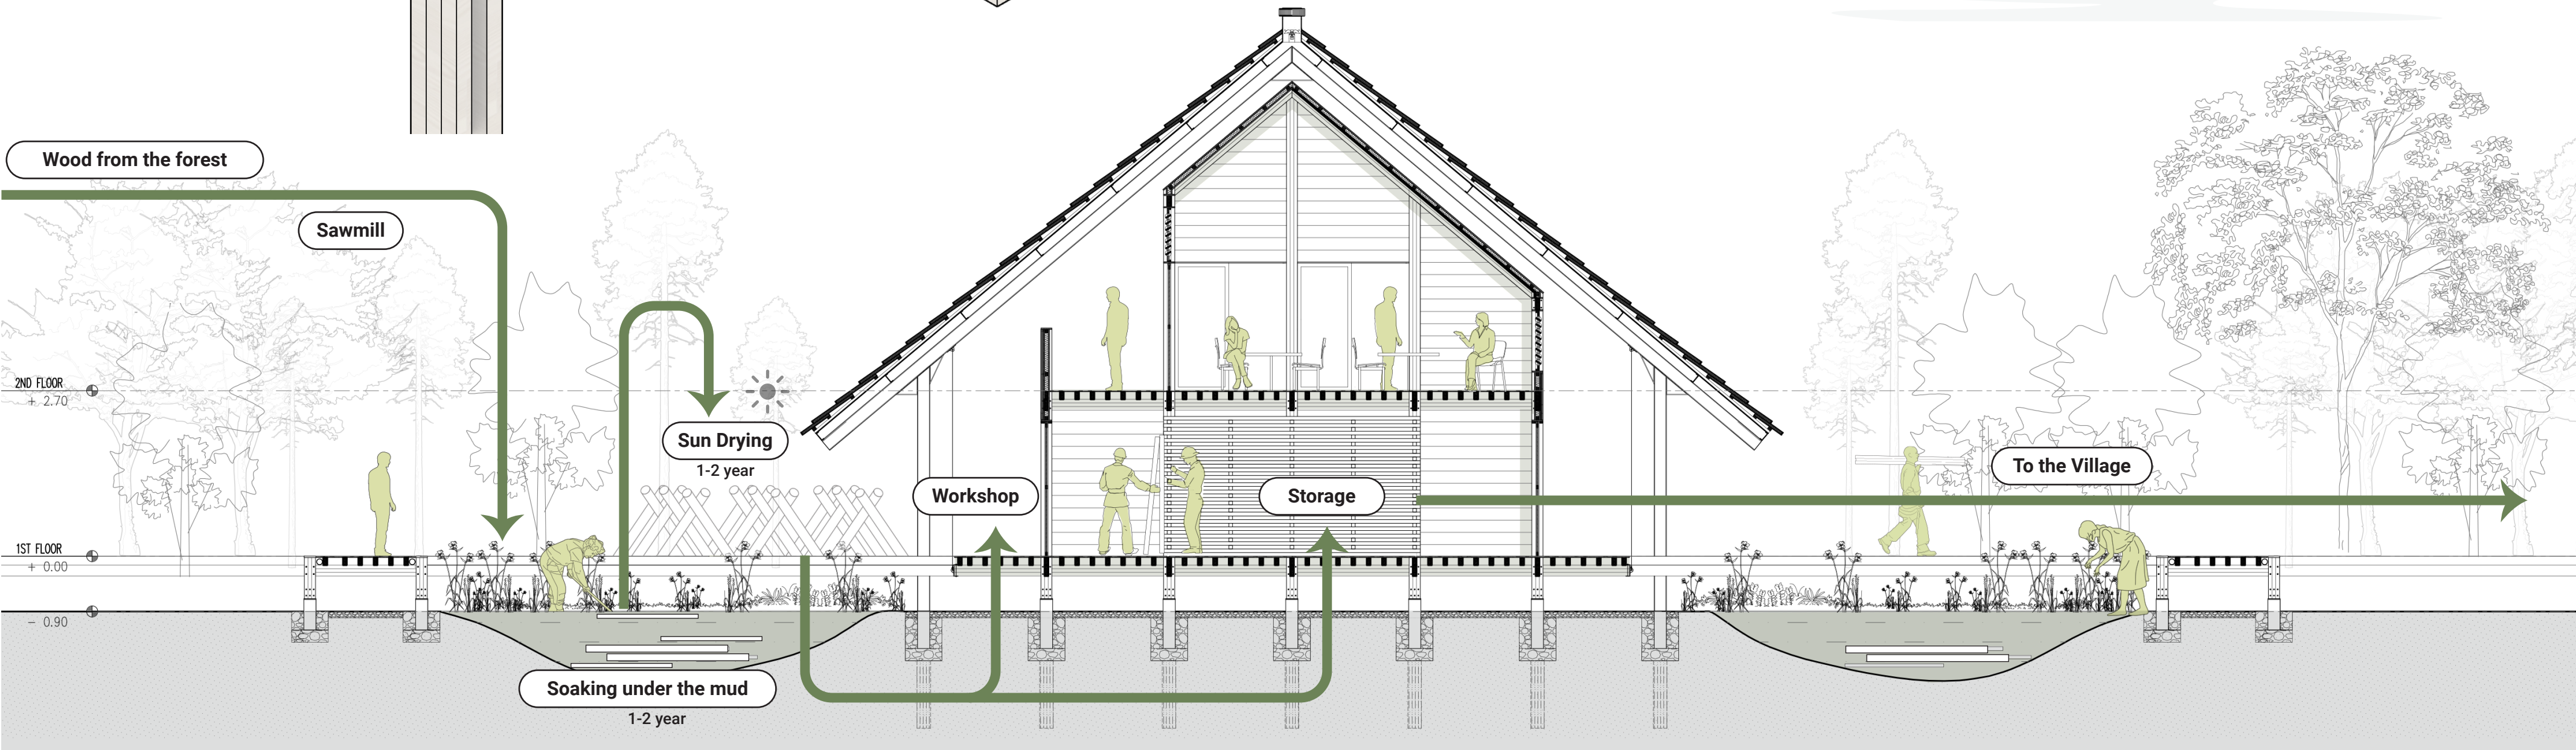 Wood from the forest
Sawmill
2ND FLOOR
+ 2.70
Sun Drying
1-2 year
Workshop
Storage
To the Village
1ST FLOOR
+ 0.00
− 0.90
Soaking under the mud
1-2 year